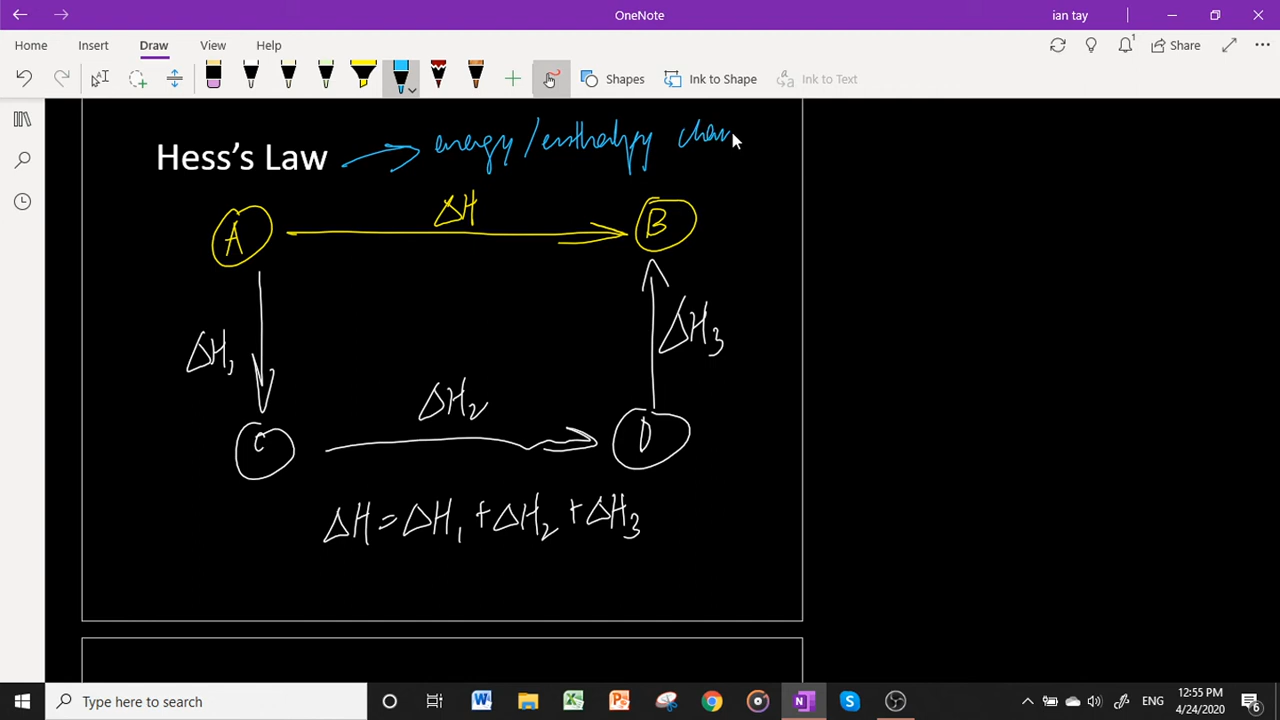 OneNote
ian tay
Home Insert Draw View Help
Share
Shapes Ink to Shape Ink to Text
Hess's Law energy/enthalpy chan
ΔH
A B
ΔH₁ ΔH₃
ΔH₂
C D
ΔH = ΔH₁ + ΔH₂ + ΔH₃
Type here to search
ENG 12:55 PM
4/24/2020 6